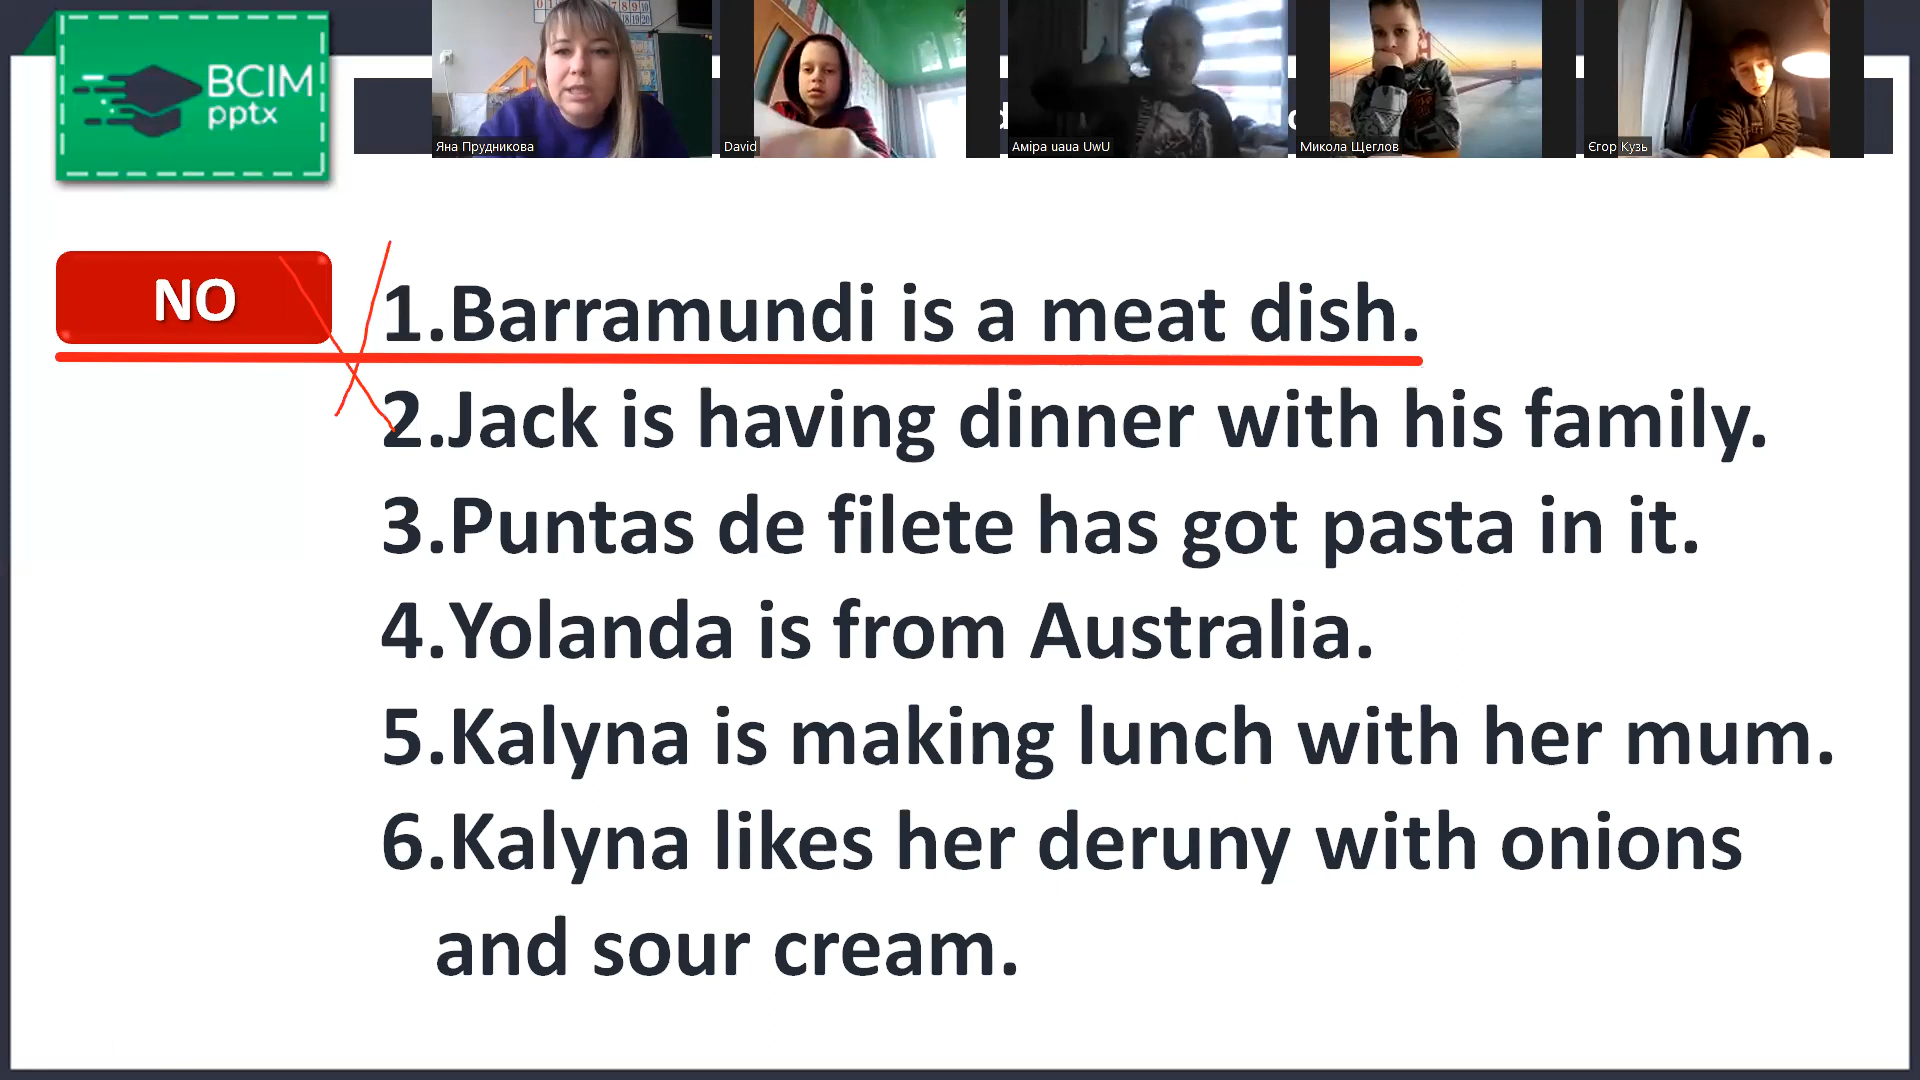 BCIM
pptx
Яна Прудникова
David
Аміра uaua UwU
Микола Щеглов
Єгор Кузь
NO
1.Barramundi is a meat dish.
2.Jack is having dinner with his family.
3.Puntas de filete has got pasta in it.
4.Yolanda is from Australia.
5.Kalyna is making lunch with her mum.
6.Kalyna likes her deruny with onions
and sour cream.